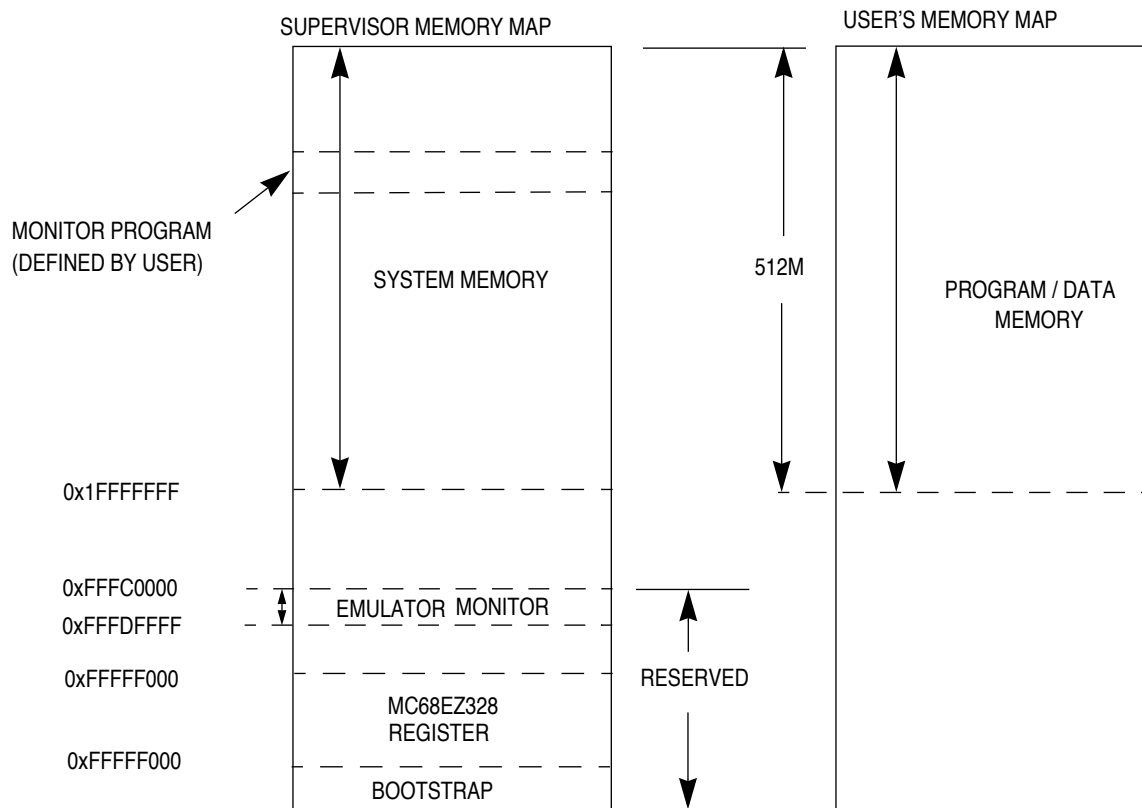 SUPERVISOR MEMORY MAP
USER’S MEMORY MAP
MONITOR PROGRAM
(DEFINED BY USER)
SYSTEM MEMORY
512M
PROGRAM / DATA
MEMORY
0x1FFFFFFF
0xFFFC0000
EMULATOR MONITOR
0xFFFDFFFF
0xFFFFF000
RESERVED
MC68EZ328
REGISTER
0xFFFFF000
BOOTSTRAP